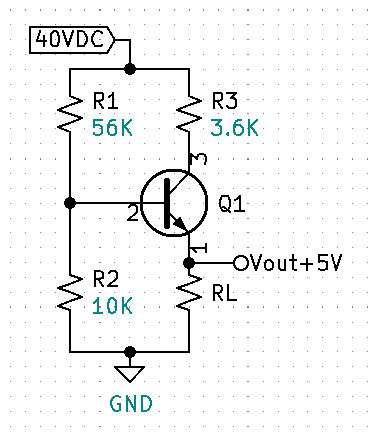 40VDC
R1
56K
R3
3.6K
3
2
Q1
1
Vout+5V
R2
10K
RL
GND